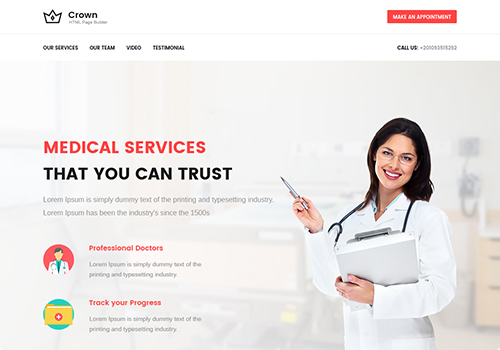 Crown
HTML Page Builder
MAKE AN APPOINTMENT
OUR SERVICES OUR TEAM VIDEO TESTIMONIAL
CALL US: +201093515252
MEDICAL SERVICES
THAT YOU CAN TRUST
Lorem Ipsum is simply dummy text of the printing and typesetting industry.
Lorem Ipsum has been the industry's since the 1500s
Professional Doctors
Lorem Ipsum is simply dummy text of the
printing and typesetting industry.
Track your Progress
Lorem Ipsum is simply dummy text of the
printing and typesetting industry.